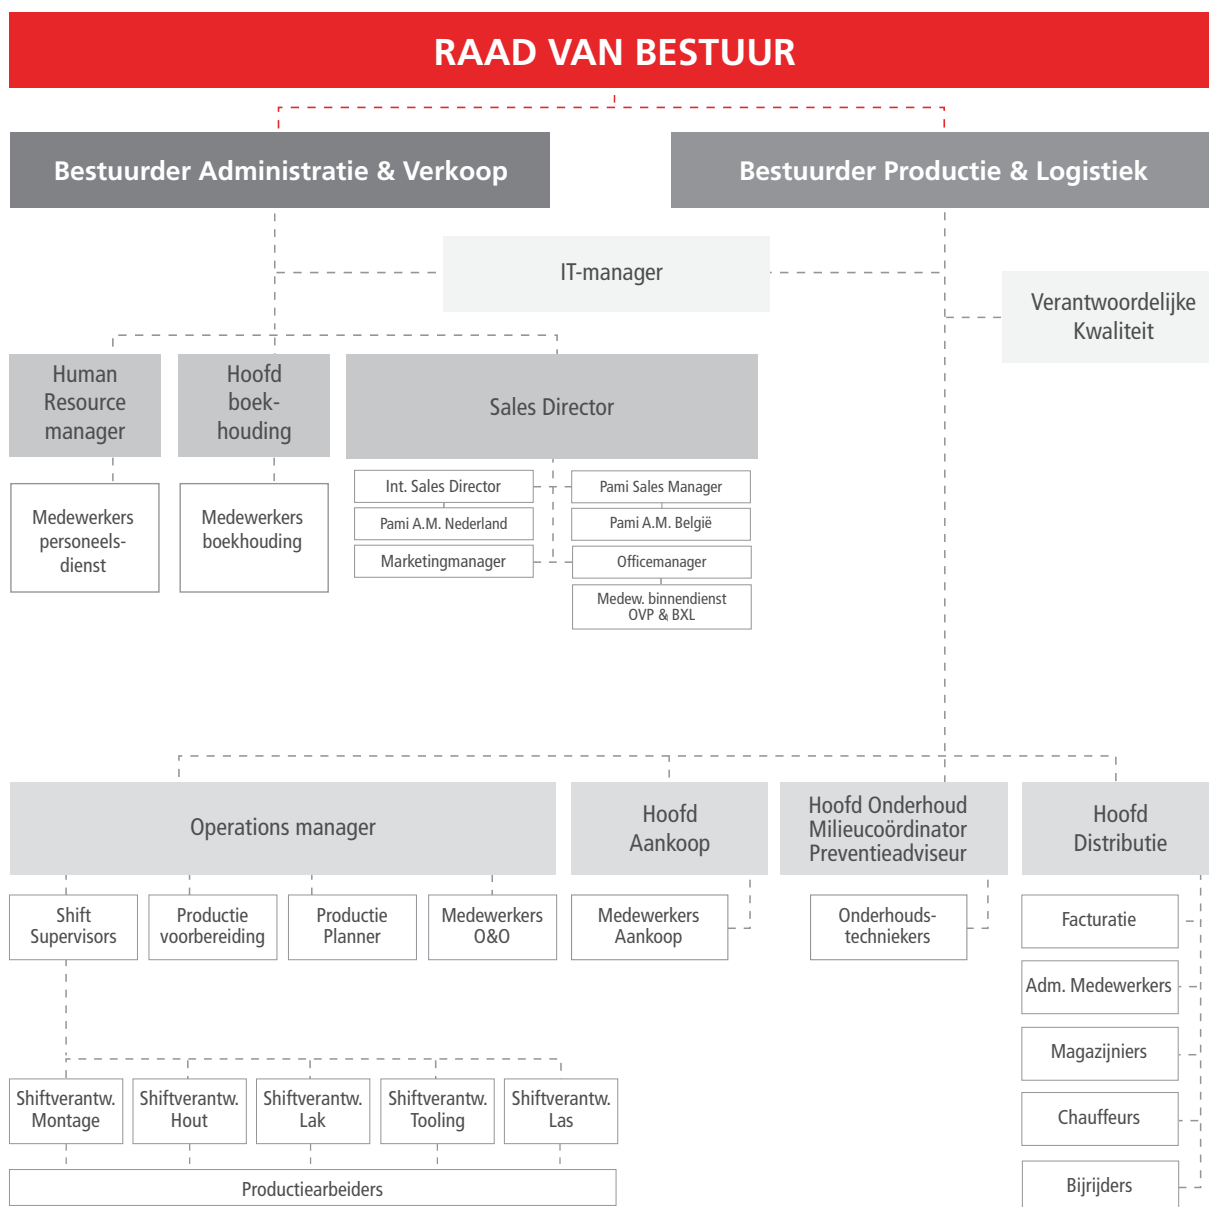 RAAD VAN BESTUUR
Bestuurder Administratie & Verkoop
Bestuurder Productie & Logistiek
IT-manager
Verantwoordelijke
Kwaliteit
Human
Resource
manager
Hoofd
boek-
houding
Sales Director
Medewerkers
personeels-
dienst
Medewerkers
boekhouding
Int. Sales Director
Pami Sales Manager
Pami A.M. Nederland
Pami A.M. België
Marketingmanager
Officemanager
Medew. binnendienst
OVP & BXL
Operations manager
Hoofd
Aankoop
Hoofd Onderhoud
Milieucoördinator
Preventieadviseur
Hoofd
Distributie
Shift
Supervisors
Productie
voorbereiding
Productie
Planner
Medewerkers
O&O
Medewerkers
Aankoop
Onderhouds-
techniekers
Facturatie
Adm. Medewerkers
Magazijniers
Chauffeurs
Bijrijders
Shiftverantw.
Montage
Shiftverantw.
Hout
Shiftverantw.
Lak
Shiftverantw.
Tooling
Shiftverantw.
Las
Productiearbeiders